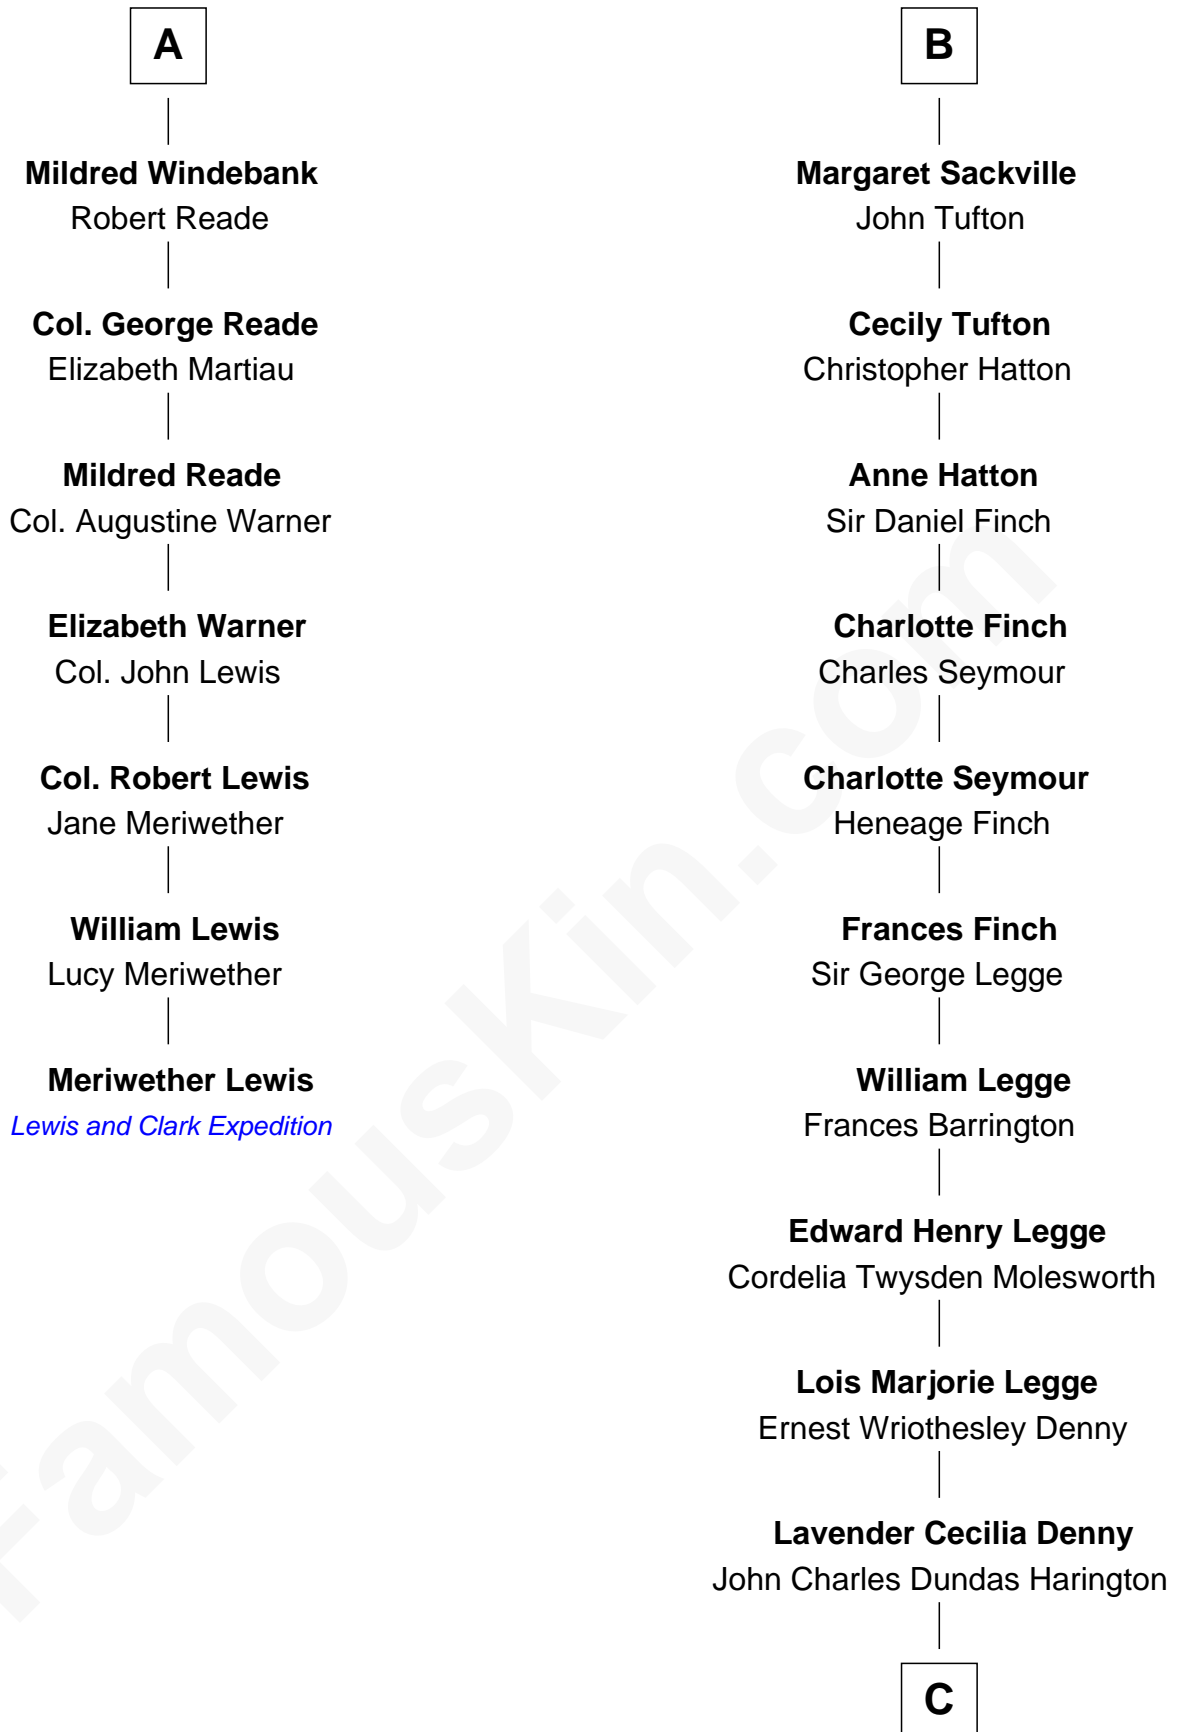 A
Mildred Windebank
Robert Reade
Col. George Reade
Elizabeth Martiau
Mildred Reade
Col. Augustine Warner
Elizabeth Warner
Col. John Lewis
Col. Robert Lewis
Jane Meriwether
William Lewis
Lucy Meriwether
Meriwether Lewis
Lewis and Clark Expedition
B
Margaret Sackville
John Tufton
Cecily Tufton
Christopher Hatton
Anne Hatton
Sir Daniel Finch
Charlotte Finch
Charles Seymour
Charlotte Seymour
Heneage Finch
Frances Finch
Sir George Legge
William Legge
Frances Barrington
Edward Henry Legge
Cordelia Twysden Molesworth
Lois Marjorie Legge
Ernest Wriothesley Denny
Lavender Cecilia Denny
John Charles Dundas Harington
C
FamousKin.com